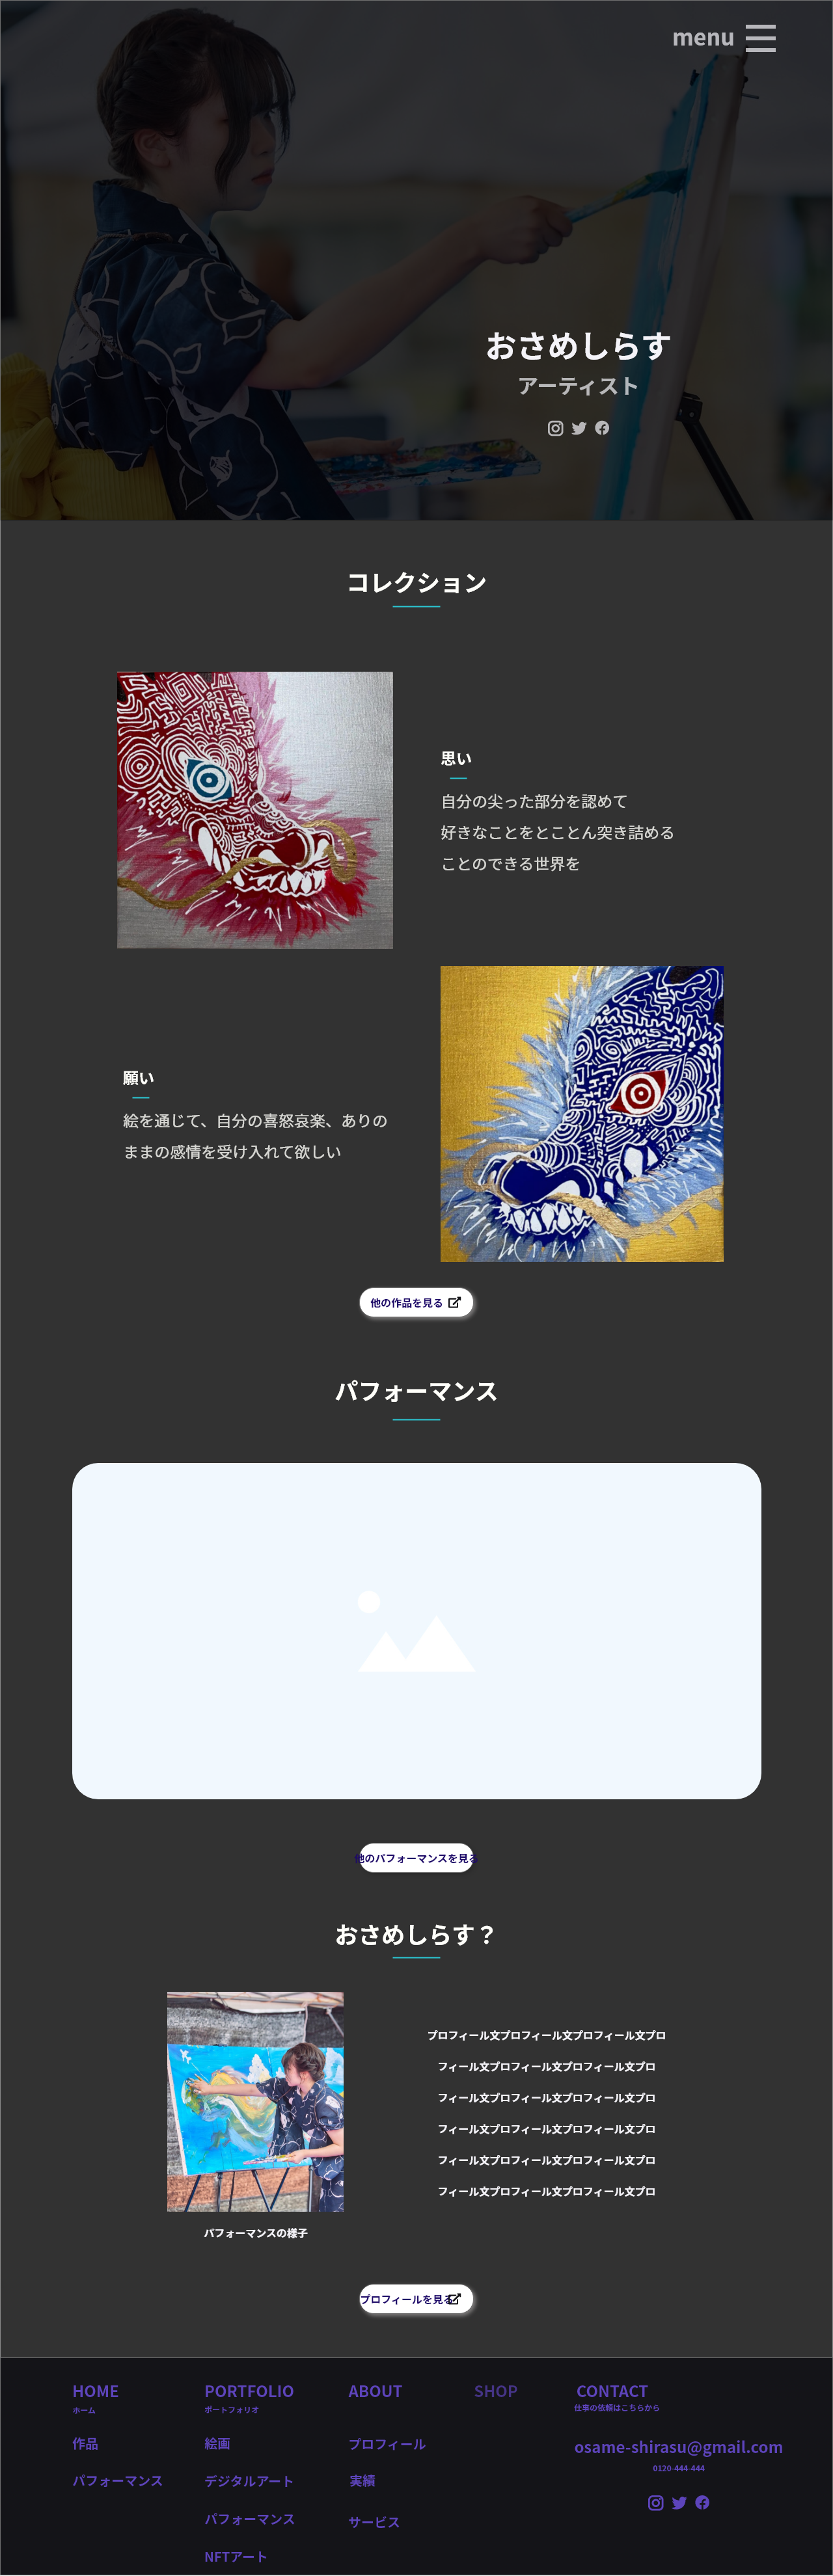 menu
おさめしらす
アーティスト
コレクション
思い
自分の尖った部分を認めて
好きなことをとことん突き詰める
ことのできる世界を
願い
絵を通じて、自分の喜怒哀楽、ありの
ままの感情を受け入れて欲しい
他の作品を見る
パフォーマンス
他のパフォーマンスを見る
おさめしらす？
プロフィール文プロフィール文プロフィール文プロ
フィール文プロフィール文プロフィール文プロ
フィール文プロフィール文プロフィール文プロ
フィール文プロフィール文プロフィール文プロ
フィール文プロフィール文プロフィール文プロ
フィール文プロフィール文プロフィール文プロ
パフォーマンスの様子
プロフィールを見る
HOME
ホーム
作品
パフォーマンス
PORTFOLIO
ポートフォリオ
絵画
デジタルアート
パフォーマンス
NFTアート
ABOUT
プロフィール
実績
サービス
SHOP
CONTACT
仕事の依頼はこちらから
osame-shirasu@gmail.com
0120-444-444